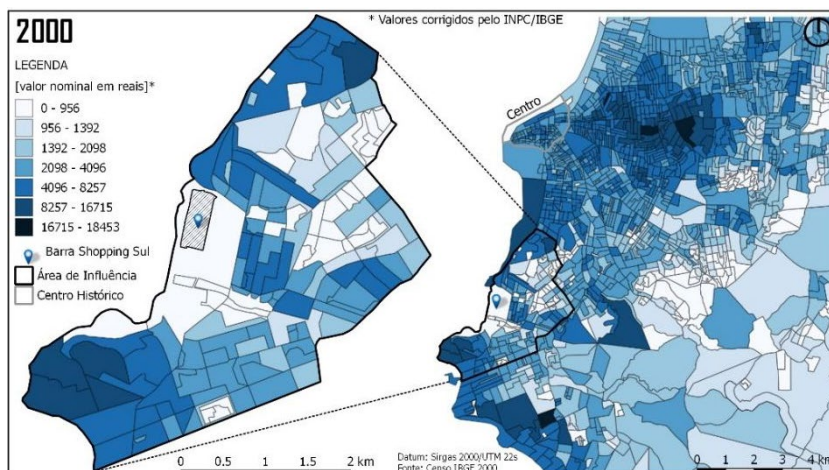 2000
* Valores corrigidos pelo INPC/IBGE
LEGENDA
[valor nominal em reais]*
0 - 956
956 - 1392
1392 - 2098
2098 - 4096
4096 - 8257
8257 - 16715
16715 - 18453
Barra Shopping Sul
Área de Influência
Centro Histórico
Centro
0 0.5 1 2 km
Datum: Sirgas 2000/UTM 22s
Fonte: Censo IBGE 2000
0 1 2 3 4 km